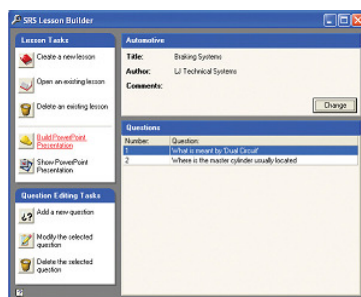 SRS Lesson Builder
Lesson Tasks
Create a new lesson
Open an existing lesson
Delete an existing lesson
Build PowerPoint
Presentation
Show PowerPoint
Presentation
Question Editing Tasks
Add a new question
Modify the selected
question
Delete the selected
question
Automotive
Title: Braking Systems
Author: LJ Technical Systems
Comments:
Change
Questions
Number: Question:
1 What is meant by 'Dual Circuit'
2 Where is the master cylinder usually located